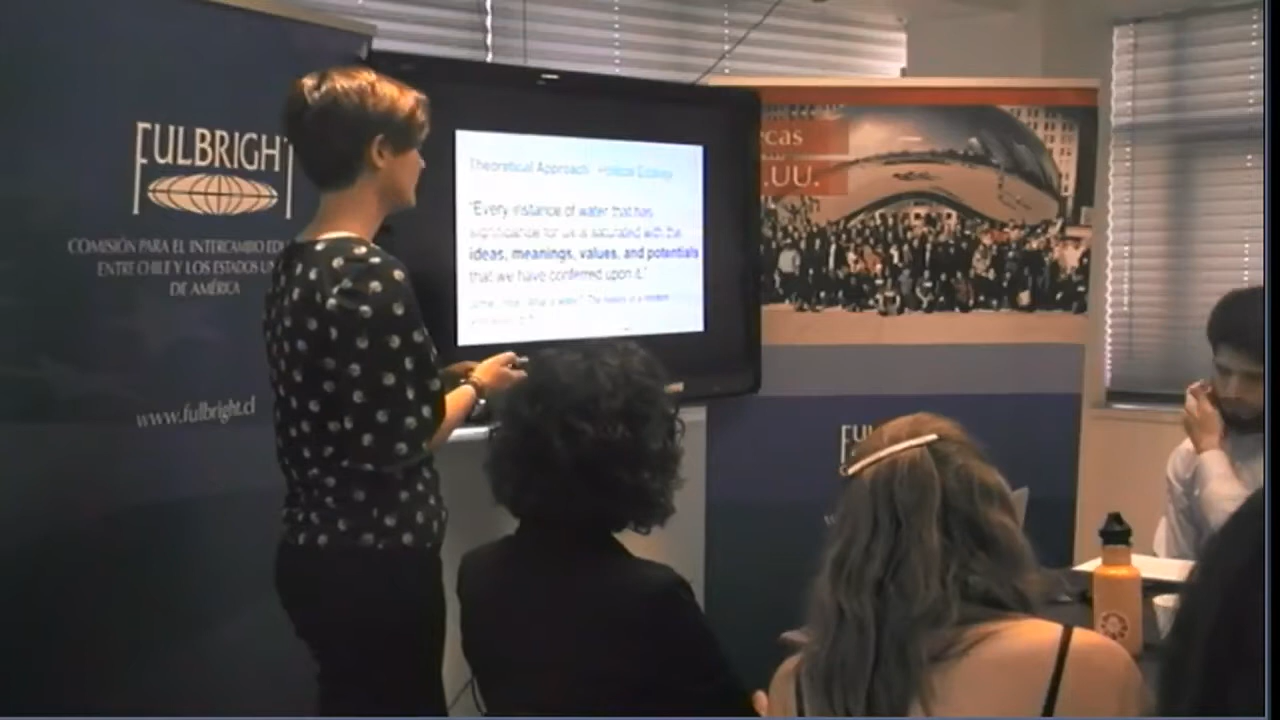 FULBRIGHT
COMISIÓN PARA EL INTERCAMBIO ED
ENTRE CHILE Y LOS ESTADOS UN
DE AMÉRICA
www.fulbright.cl
Theoretical Approach Political Ecology
"Every instance of water that has
significance for us is saturated with the
ideas, meanings, values, and potentials
that we have conferred upon it."
ecas
.UU.
FUL